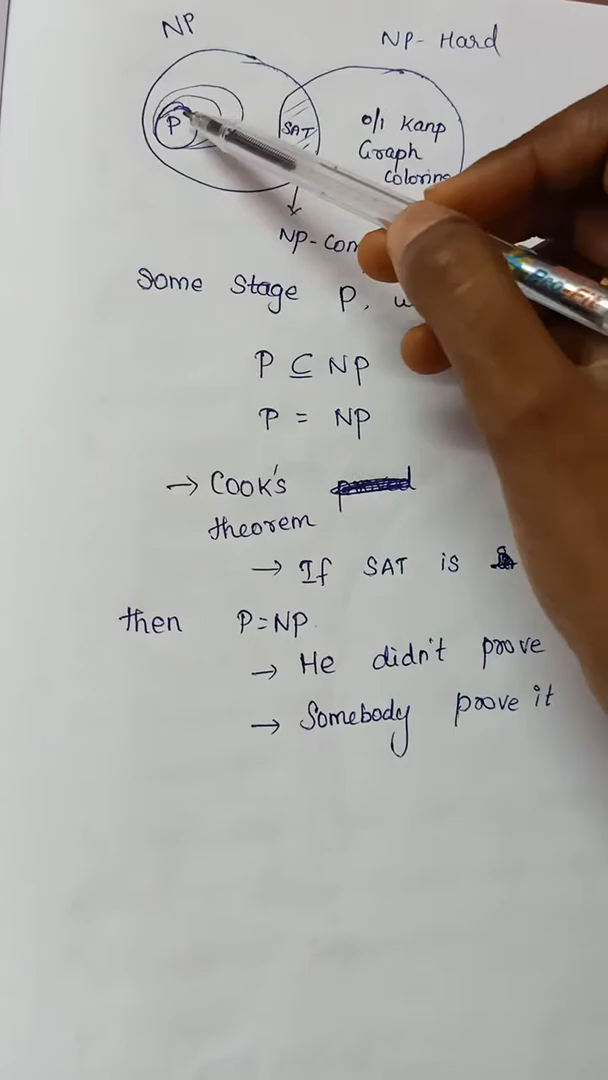 NP
NP-Hard
P
SAT
o/1 Kanp
Graph
Coloring
NP-Com
Some Stage P,
P ⊆ NP
P = NP
→ Cook's
theorem
→ If SAT is
then P=NP.
→ He didn't prove
→ Somebody prove it